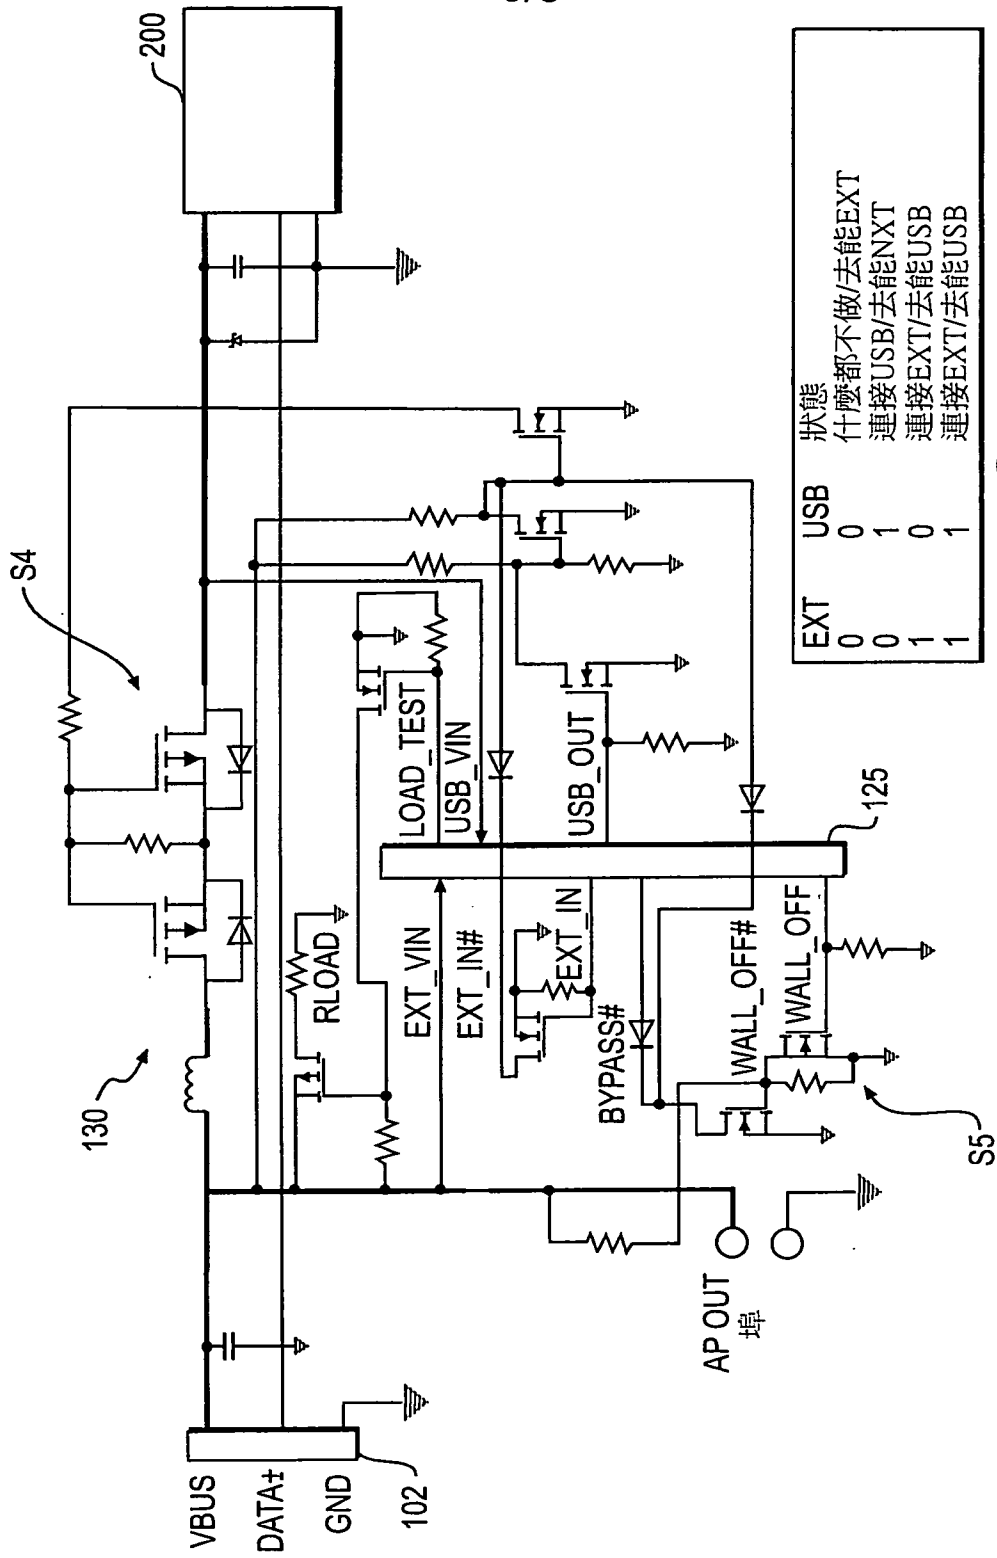 VBUS
DATA±
GND
102
130
S4
200
RLOAD
LOAD_TEST
EXT_VIN
USB_VIN
EXT_IN#
EXT_IN
USB_OUT
BYPASS#
125
WALL_OFF#
WALL_OFF
S5
AP OUT
埠
EXT USB 狀態
0 0 什麼都不做/去能EXT
0 1 連接USB/去能NXT
1 0 連接EXT/去能USB
1 1 連接EXT/去能USB